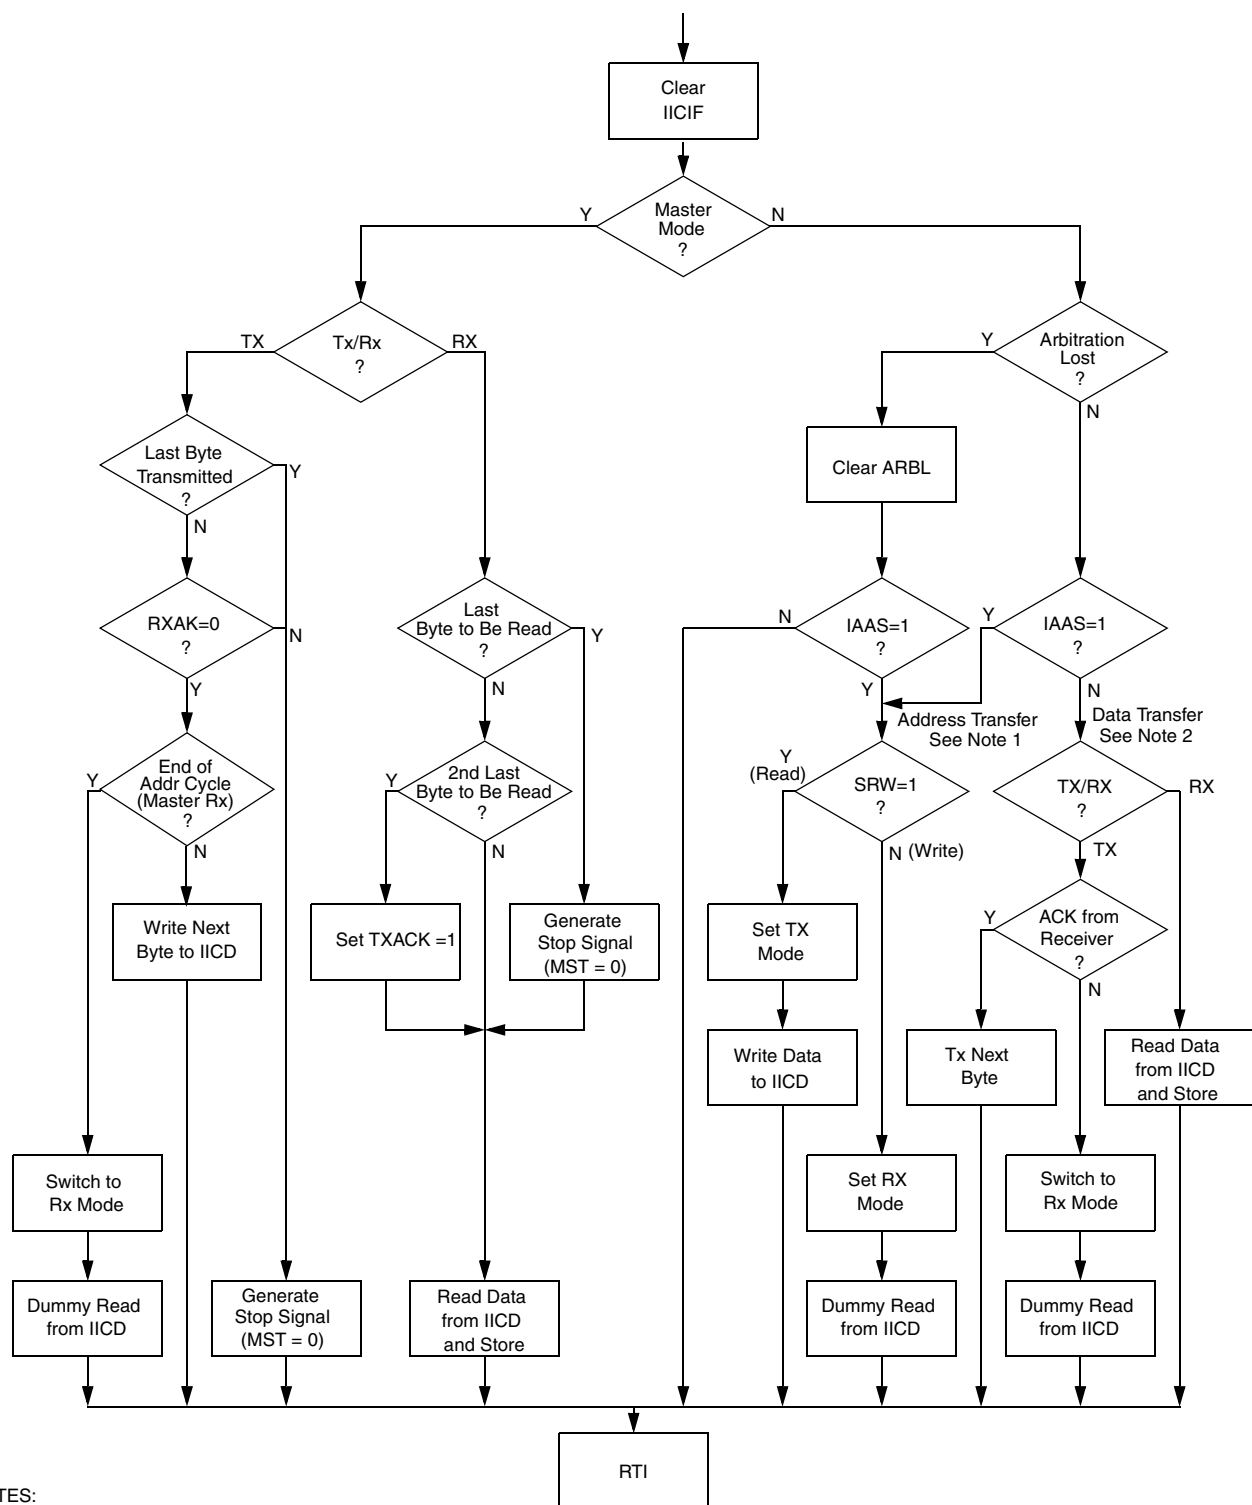 Clear
IICIF
Master
Mode
?
Y
N
Tx/Rx
?
TX
RX
Arbitration
Lost
?
Y
N
Last Byte
Transmitted
?
Y
N
Clear ARBL
RXAK=0
?
N
Y
Last
Byte to Be Read
?
Y
N
IAAS=1
?
N
Y
IAAS=1
?
Y
N
Address Transfer
See Note 1
Data Transfer
See Note 2
End of
Addr Cycle
(Master Rx)
?
Y
N
2nd Last
Byte to Be Read
?
Y
N
Y
(Read)
SRW=1
?
N (Write)
TX/RX
?
RX
TX
Write Next
Byte to IICD
Set TXACK =1
Generate
Stop Signal
(MST = 0)
Set TX
Mode
ACK from
Receiver
?
Y
N
Write Data
to IICD
Tx Next
Byte
Read Data
from IICD
and Store
Switch to
Rx Mode
Set RX
Mode
Switch to
Rx Mode
Dummy Read
from IICD
Generate
Stop Signal
(MST = 0)
Read Data
from IICD
and Store
Dummy Read
from IICD
Dummy Read
from IICD
RTI
TES: